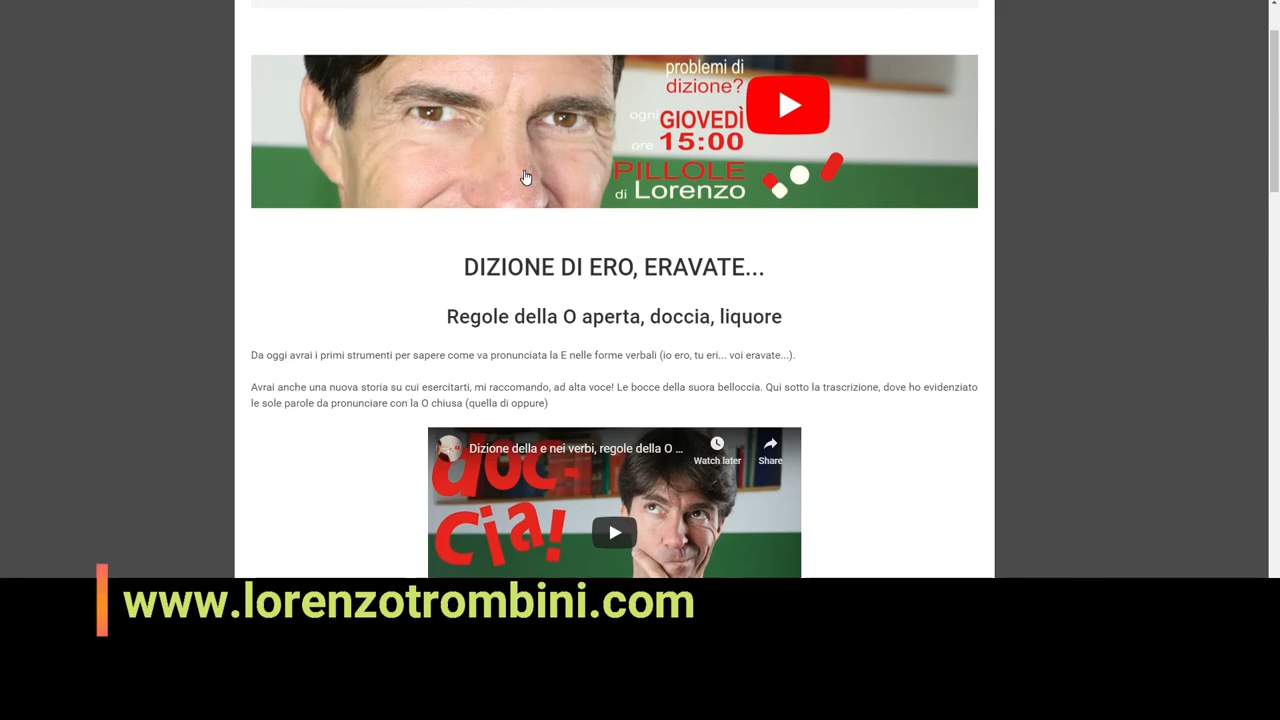 problemi di
dizione?
ogni
GIOVEDÌ
ore 15:00
PILLOLE
di Lorenzo
DIZIONE DI ERO, ERAVATE...
Regole della O aperta, doccia, liquore
Da oggi avrai i primi strumenti per sapere come va pronunciata la E nelle forme verbali (io ero, tu eri... voi eravate...).
Avrai anche una nuova storia su cui esercitarti, mi raccomando, ad alta voce! Le bocce della suora belloccia. Qui sotto la trascrizione, dove ho evidenziato
le sole parole da pronunciare con la O chiusa (quella di oppure)
Dizione della e nei verbi, regole della O ...
Watch later
Share
doc-
cia!
www.lorenzotrombini.com